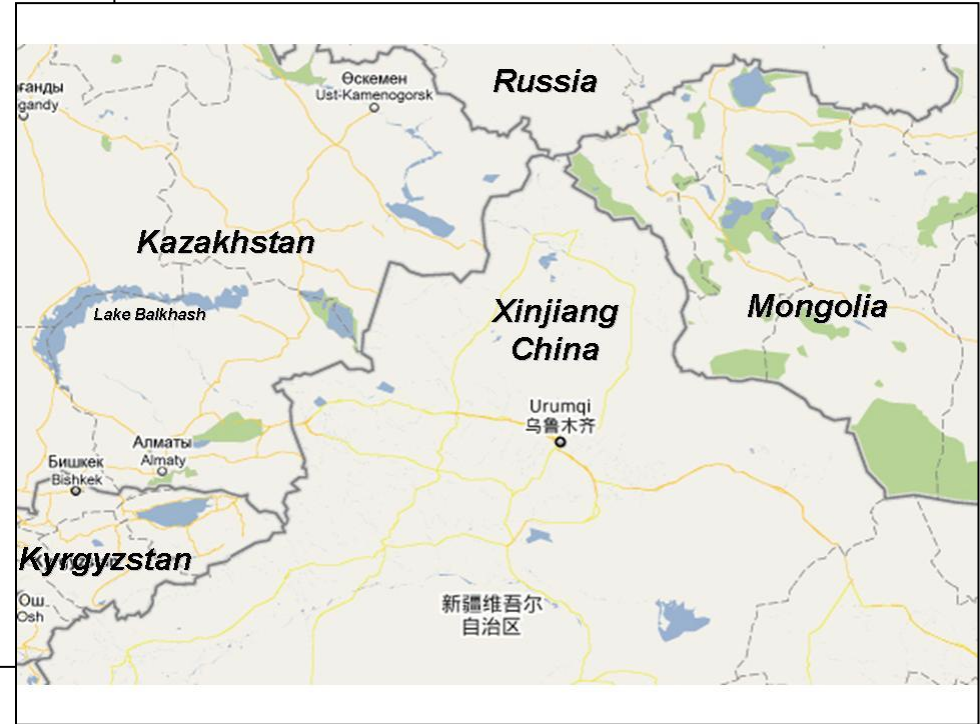 Russia
Өскемен
Ust-Kamenogorsk
ғанды
gandy
Kazakhstan
Lake Balkhash
Xinjiang
China
Mongolia
Urumqi
乌鲁木齐
Алматы
Almaty
Бишкек
Bishkek
Kyrgyzstan
Ош
Osh
新疆维吾尔
自治区